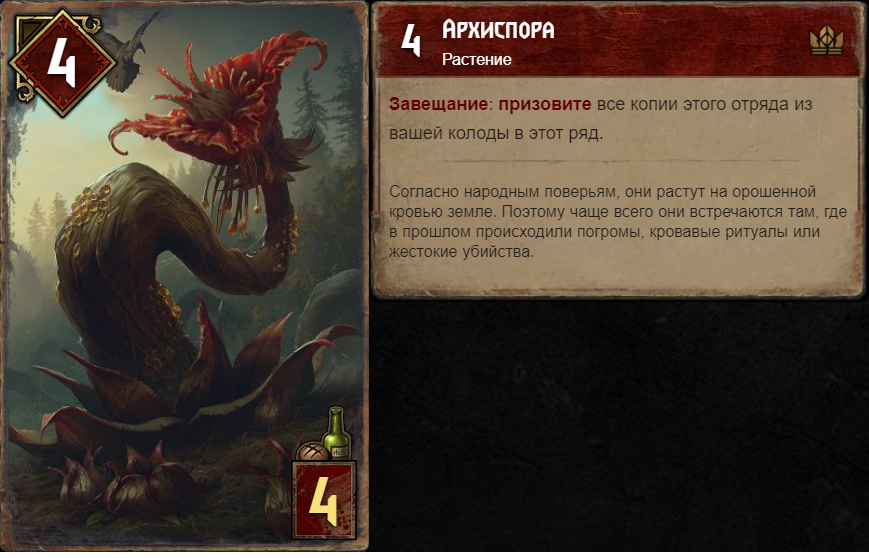 4
4
4
Архиспора
Растение
Завещание: призовите все копии этого отряда из
вашей колоды в этот ряд.
Согласно народным поверьям, они растут на орошенной
кровью земле. Поэтому чаще всего они встречаются там, где
в прошлом происходили погромы, кровавые ритуалы или
жестокие убийства.